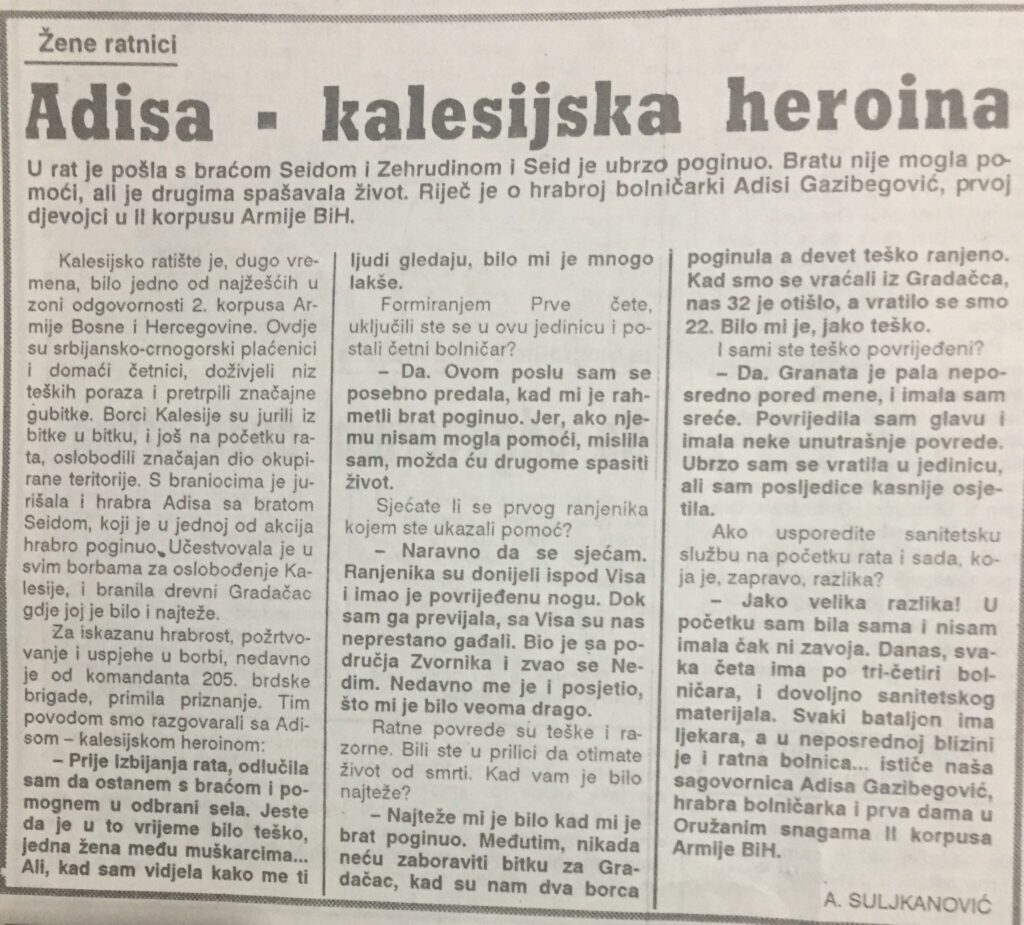 Žene ratnici
Adisa - kalesijska heroina
U rat je pošla s braćom Seidom i Zehrudinom i Seid je ubrzo poginuo. Bratu nije mogla po-
moći, ali je drugima spašavala život. Riječ je o hrabroj bolničarki Adisi Gazibegović, prvoj
djevojci u II korpusu Armije BiH.
Kalesijsko ratište je, dugo vre-
mena, bilo jedno od najžešćih u
zoni odgovornosti 2. korpusa Ar-
mije Bosne i Hercegovine. Ovdje
su srbijansko-crnogorski plaćenici
i domaći četnici, doživjeli niz
teških poraza i pretrpili značajne
gubitke. Borci Kalesije su jurili iz
bitke u bitku, i još na početku ra-
ta, oslobodili značajan dio okupi-
rane teritorije. S braniocima je ju-
rišala i hrabra Adisa sa bratom
Seidom, koji je u jednoj od akcija
hrabro poginuo. Učestvovala je u
svim borbama za oslobođenje Ka-
lesije, i branila drevni Gradačac
gdje joj je bilo i najteže.
Za iskazanu hrabrost, požrtvo-
vanje i uspjehe u borbi, nedavno
je od komandanta 205. brdske
brigade, primila priznanje. Tim
povodom smo razgovarali sa Adi-
som – kalesijskom heroinom:
– Prije izbijanja rata, odlučila
sam da ostanem s braćom i po-
mognem u odbrani sela. Jeste
da je u to vrijeme bilo teško,
jedna žena među muškarcima...
Ali, kad sam vidjela kako me ti
ljudi gledaju, bilo mi je mnogo
lakše.
Formiranjem Prve čete,
uključili ste se u ovu jedinicu i po-
stali četni bolničar?
– Da. Ovom poslu sam se
posebno predala, kad mi je rah-
metli brat poginuo. Jer, ako nje-
mu nisam mogla pomoći, mislila
sam, možda ću drugome spasiti
život.
Sjećate li se prvog ranjenika
kojem ste ukazali pomoć?
– Naravno da se sjećam.
Ranjenika su donijeli ispod Visa
i imao je povrijeđenu nogu. Dok
sam ga previjala, sa Visa su nas
neprestano gađali. Bio je sa po-
dručja Zvornika i zvao se Ne-
dim. Nedavno me je i posjetio,
što mi je bilo veoma drago.
Ratne povrede su teške i ra-
zorne. Bili ste u prilici da otimate
život od smrti. Kad vam je bilo
najteže?
– Najteže mi je bilo kad mi je
brat poginuo. Međutim, nikada
neću zaboraviti bitku za Gra-
dačac, kad su nam dva borca
poginula a devet teško ranjeno.
Kad smo se vraćali iz Gradačca,
nas 32 je otišlo, a vratilo se smo
22. Bilo mi je, jako teško.
I sami ste teško povrijeđeni?
– Da. Granata je pala nepo-
sredno pored mene, i imala sam
sreće. Povrijedila sam glavu i
imala neke unutrašnje povrede.
Ubrzo sam se vratila u jedinicu,
ali sam posljedice kasnije osje-
tila.
Ako usporedite sanitetsku
službu na početku rata i sada, ko-
ja je, zapravo, razlika?
– Jako velika razlika! U
početku sam bila sama i nisam
imala čak ni zavoja. Danas, sva-
ka četa ima po tri-četiri bol-
ničara, i dovoljno sanitetskog
materijala. Svaki bataljon ima
ljekara, a u neposrednoj blizini
je i ratna bolnica... ističe naša
sagovornica Adisa Gazibegović,
hrabra bolničarka i prva dama u
Oružanim snagama II korpusa
Armije BiH.
A. SULJKANOVIĆ